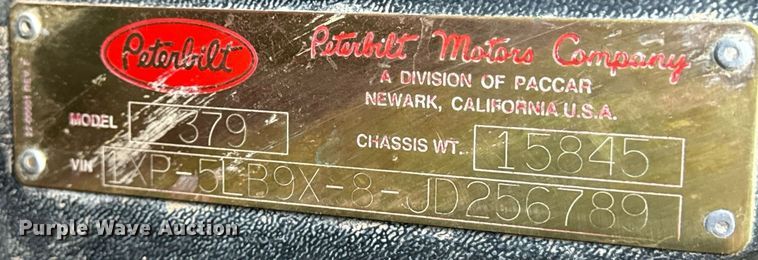 Peterbilt
Peterbilt Motors Company
A DIVISION OF PACCAR
NEWARK, CALIFORNIA U.S.A.
MODEL 379
CHASSIS WT. 15845
VIN 1XP-5LB9X-8-JD256789
Purple Wave Auction